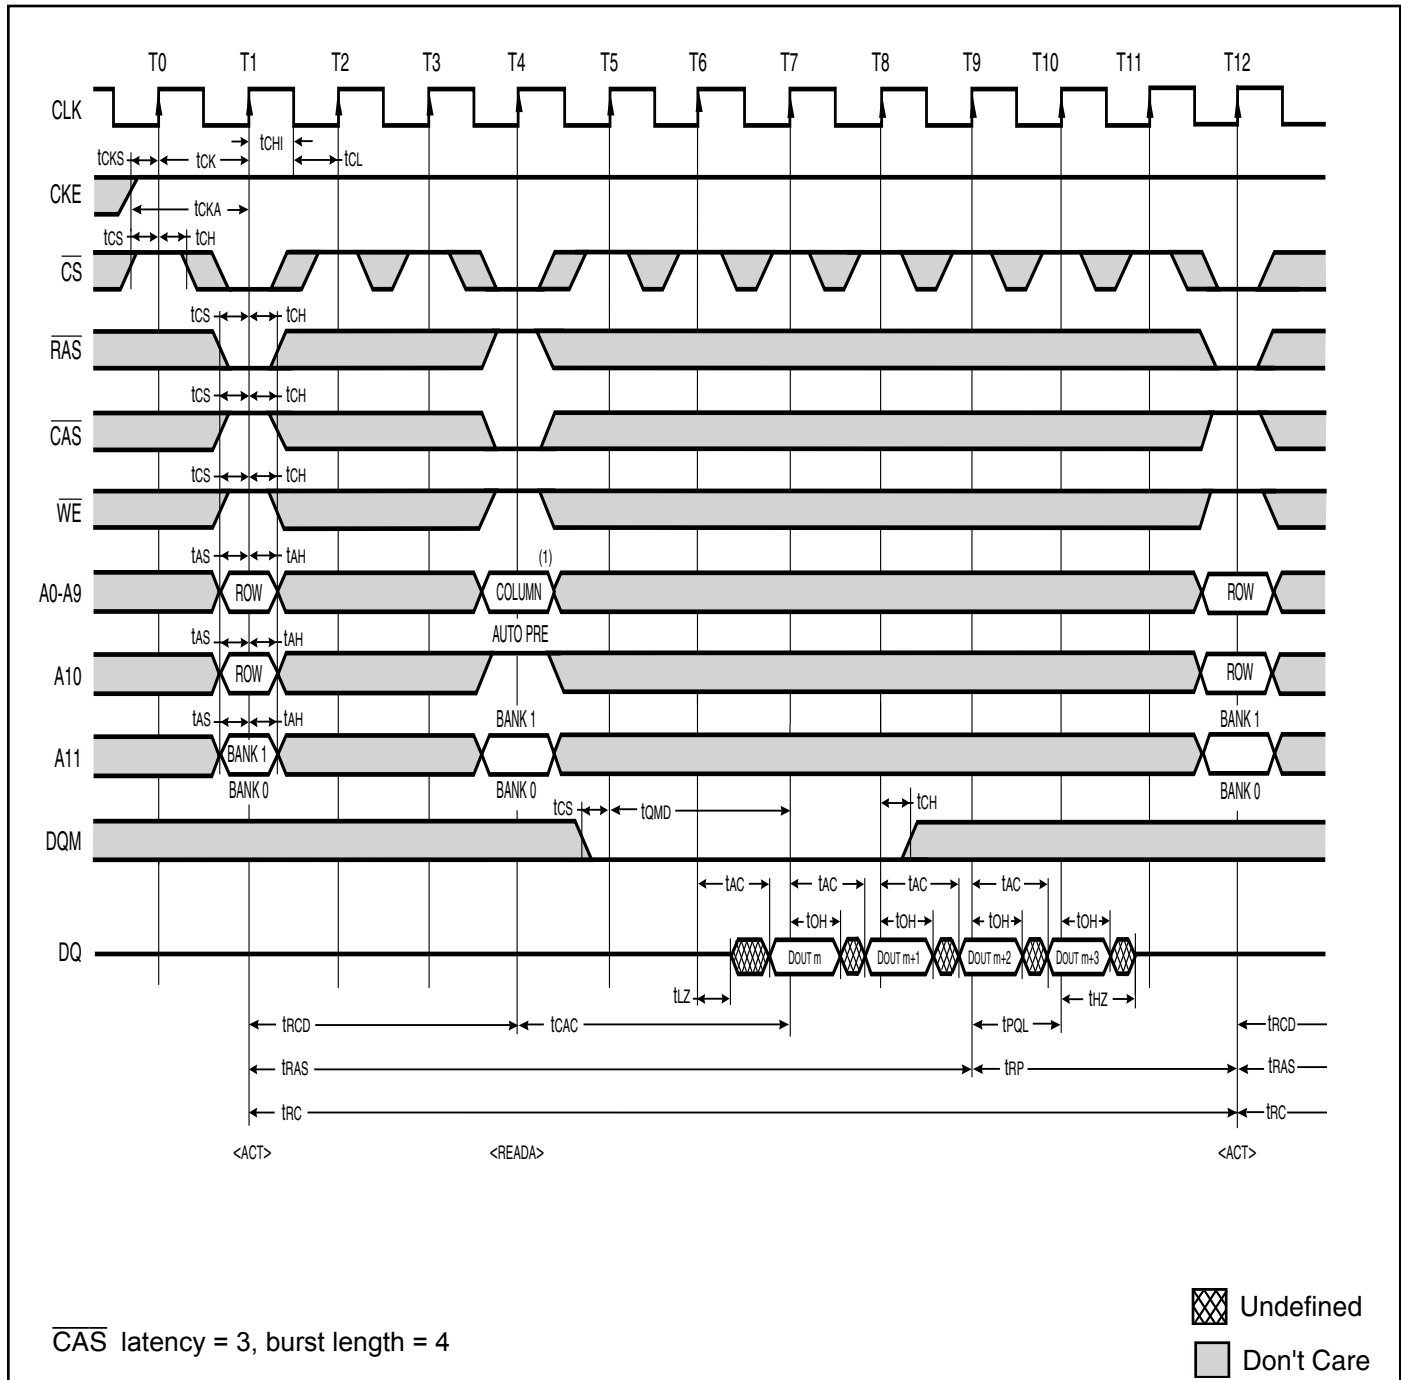 T0 T1 T2 T3 T4 T5 T6 T7 T8 T9 T10 T11 T12
CLK
tCHI
tCKS tCK tCL
CKE
tCKA
tCS tCH
CS
tCS tCH
RAS
tCS tCH
CAS
tCS tCH
WE
tAS tAH (1)
A0-A9 ROW COLUMN ROW
tAS tAH AUTO PRE
A10 ROW ROW
tAS tAH BANK 1 BANK 1
A11 BANK 1
BANK 0 BANK 0 BANK 0
tCS tQMD tCH
DQM
tAC tAC tAC tAC
tOH tOH tOH tOH
DQ DOUT m DOUT m+1 DOUT m+2 DOUT m+3
tLZ tHZ
tRCD tCAC tPQL tRCD
tRAS tRP tRAS
tRC tRC
<ACT> <READA> <ACT>
Undefined
CAS latency = 3, burst length = 4
Don't Care